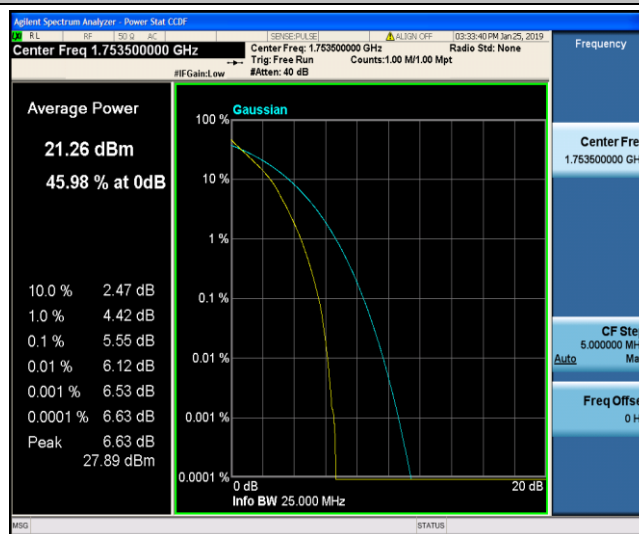 Agilent Spectrum Analyzer - Power Stat CCDF
RL RF 50 Ω AC SENSE:PULSE ALIGN OFF 03:33:40 PM Jan 25, 2019
Center Freq 1.753500000 GHz
Center Freq: 1.753500000 GHz Radio Std: None
Trig: Free Run Counts:1.00 M/1.00 Mpt
#IFGain:Low #Atten: 40 dB
Frequency
Average Power
21.26 dBm
45.98 % at 0dB
10.0 % 2.47 dB
1.0 % 4.42 dB
0.1 % 5.55 dB
0.01 % 6.12 dB
0.001 % 6.53 dB
0.0001 % 6.63 dB
Peak 6.63 dB
27.89 dBm
Gaussian
100 %
10 %
1 %
0.1 %
0.01 %
0.001 %
0.0001 %
0 dB 20 dB
Info BW 25.000 MHz
Center Fre
1.753500000 GH
CF Ste
5.000000 MH
Auto Ma
Freq Offse
0 H
MSG STATUS